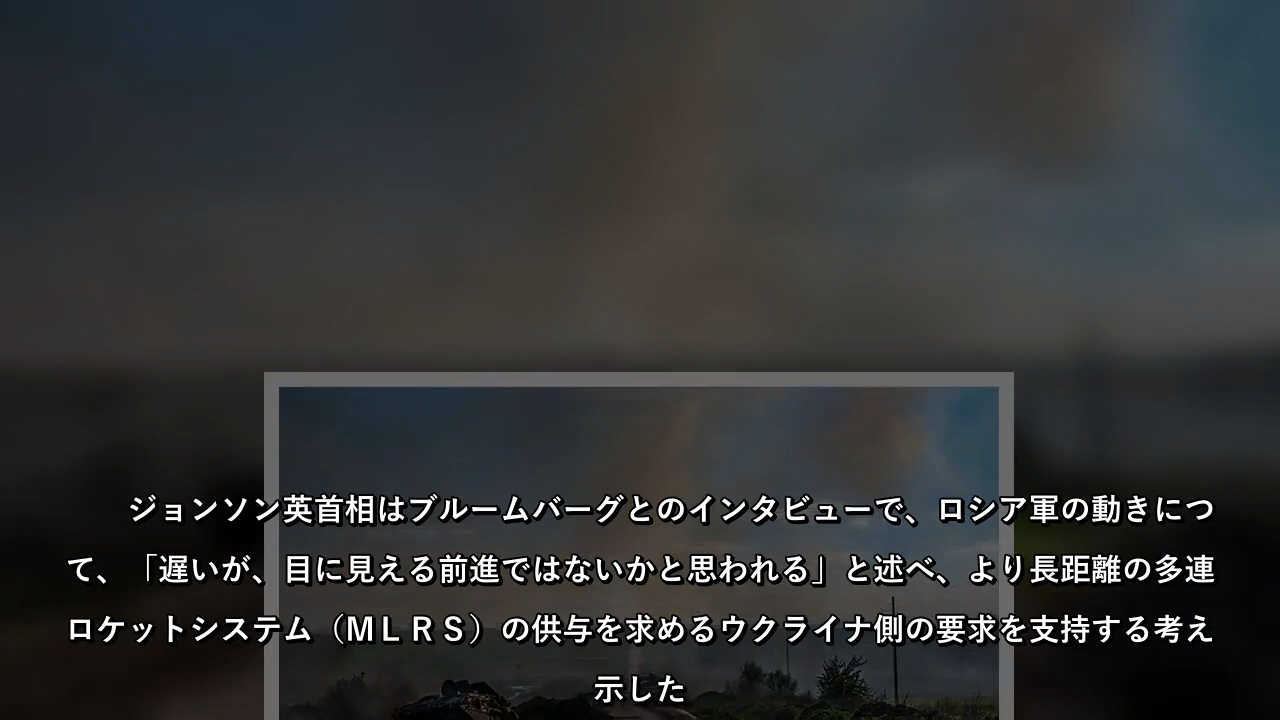 ジョンソン英首相はブルームバーグとのインタビューで、ロシア軍の動きにつ
て、「遅いが、目に見える前進ではないかと思われる」と述べ、より長距離の多連
ロケットシステム（ＭＬＲＳ）の供与を求めるウクライナ側の要求を支持する考え
示した